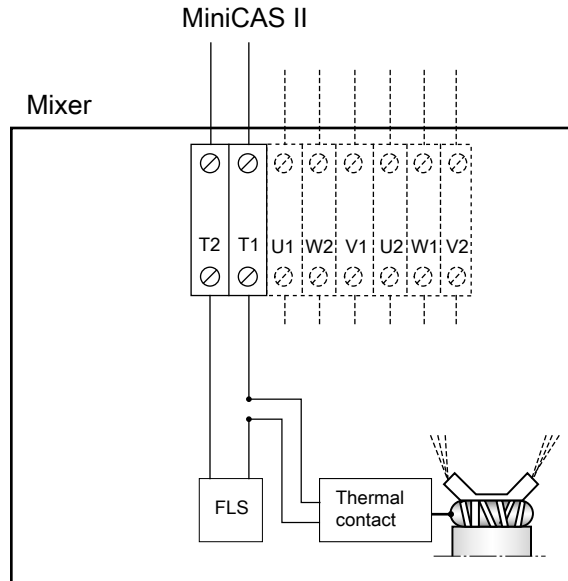 MiniCAS II
Mixer
T2 T1 U1 W2 V1 U2 W1 V2
FLS
Thermal
contact